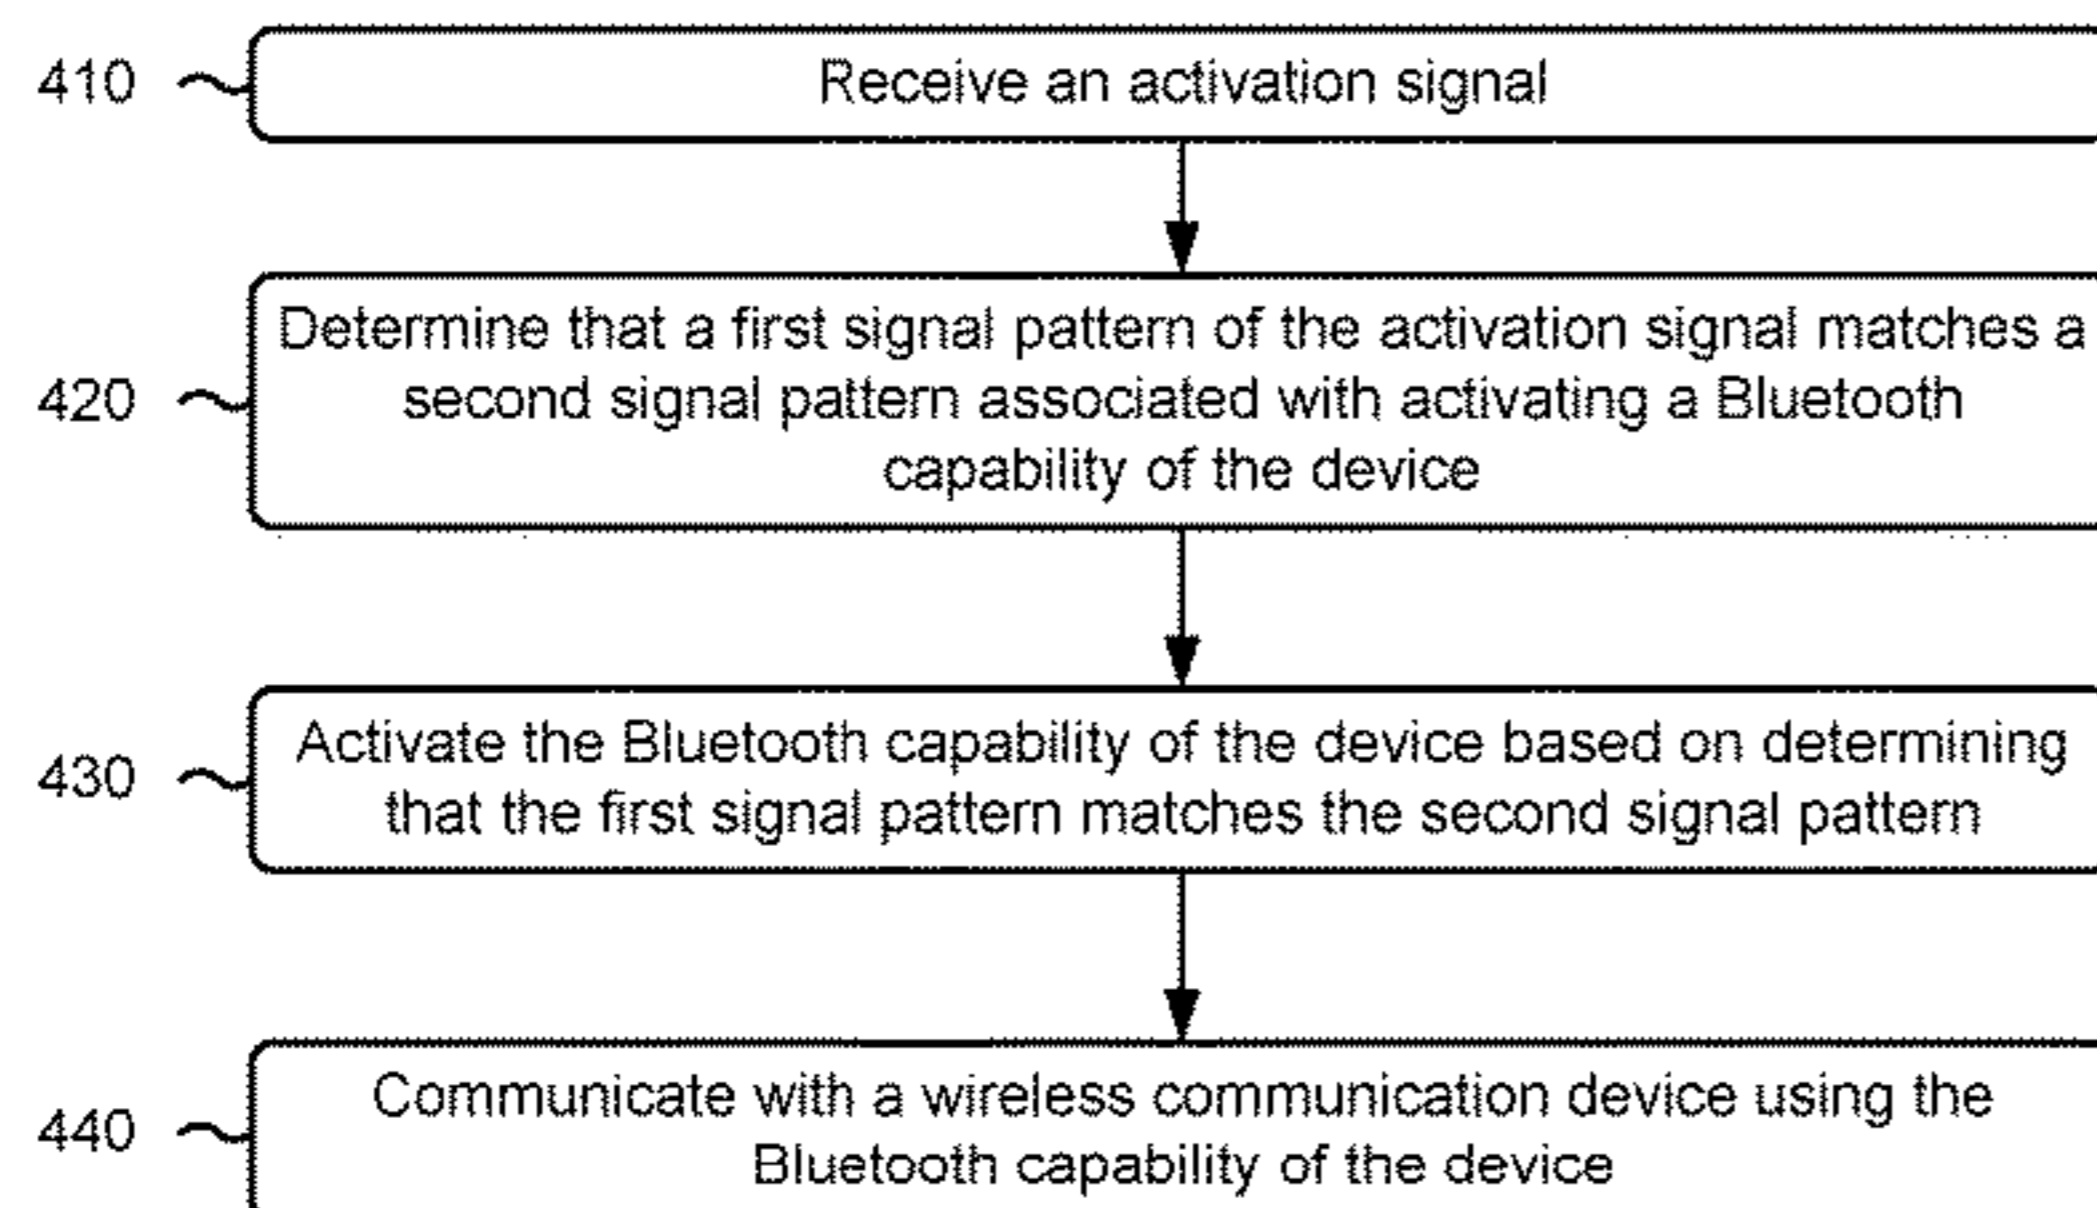 410
Receive an activation signal
Determine that a first signal pattern of the activation signal matches a
420
second signal pattern associated with activating a Bluetooth
capability of the device
430
Activate the Bluetooth capability of the device based on determining
that the first signal pattern matches the second signal pattern
440
Communicate with a wireless communication device using the
Bluetooth capability of the device